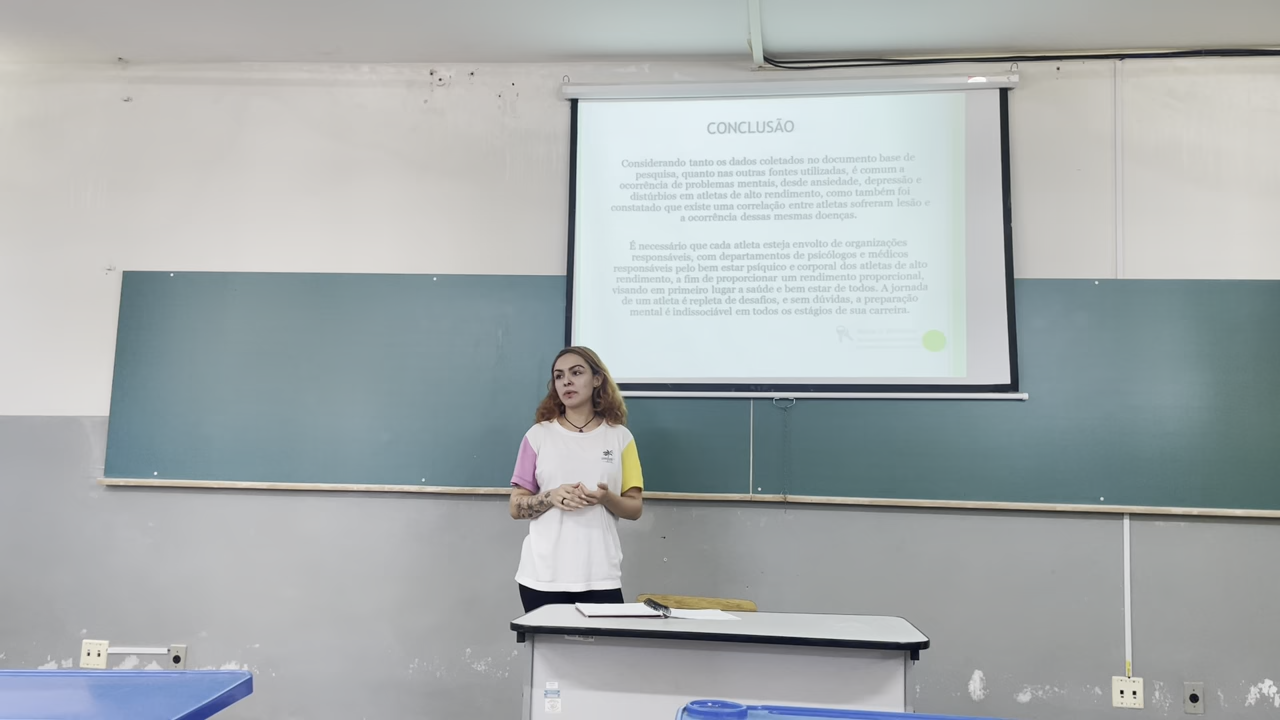 CONCLUSÃO
Considerando tanto os dados coletados no documento base de
pesquisa, quanto nas outras fontes utilizadas, é comum a
ocorrência de problemas mentais, desde ansiedade, depressão e
distúrbios em atletas de alto rendimento, como também foi
constatado que existe uma correlação entre atletas sofreram lesão e
a ocorrência dessas mesmas doenças.
É necessário que cada atleta esteja envolto de organizações
responsáveis, com departamentos de psicólogos e médicos
responsáveis pelo bem estar psíquico e corporal dos atletas de alto
rendimento, a fim de proporcionar um rendimento proporcional,
visando em primeiro lugar a saúde e bem estar de todos. A jornada
de um atleta é repleta de desafios, e sem dúvidas, a preparação
mental é indissociável em todos os estágios de sua carreira.